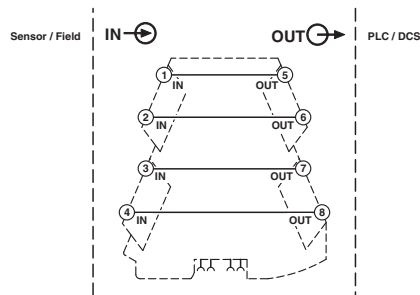 Sensor / Field IN OUT PLC / DCS
1 5
IN OUT
2 6
IN OUT
3 7
IN OUT
4 8
IN OUT